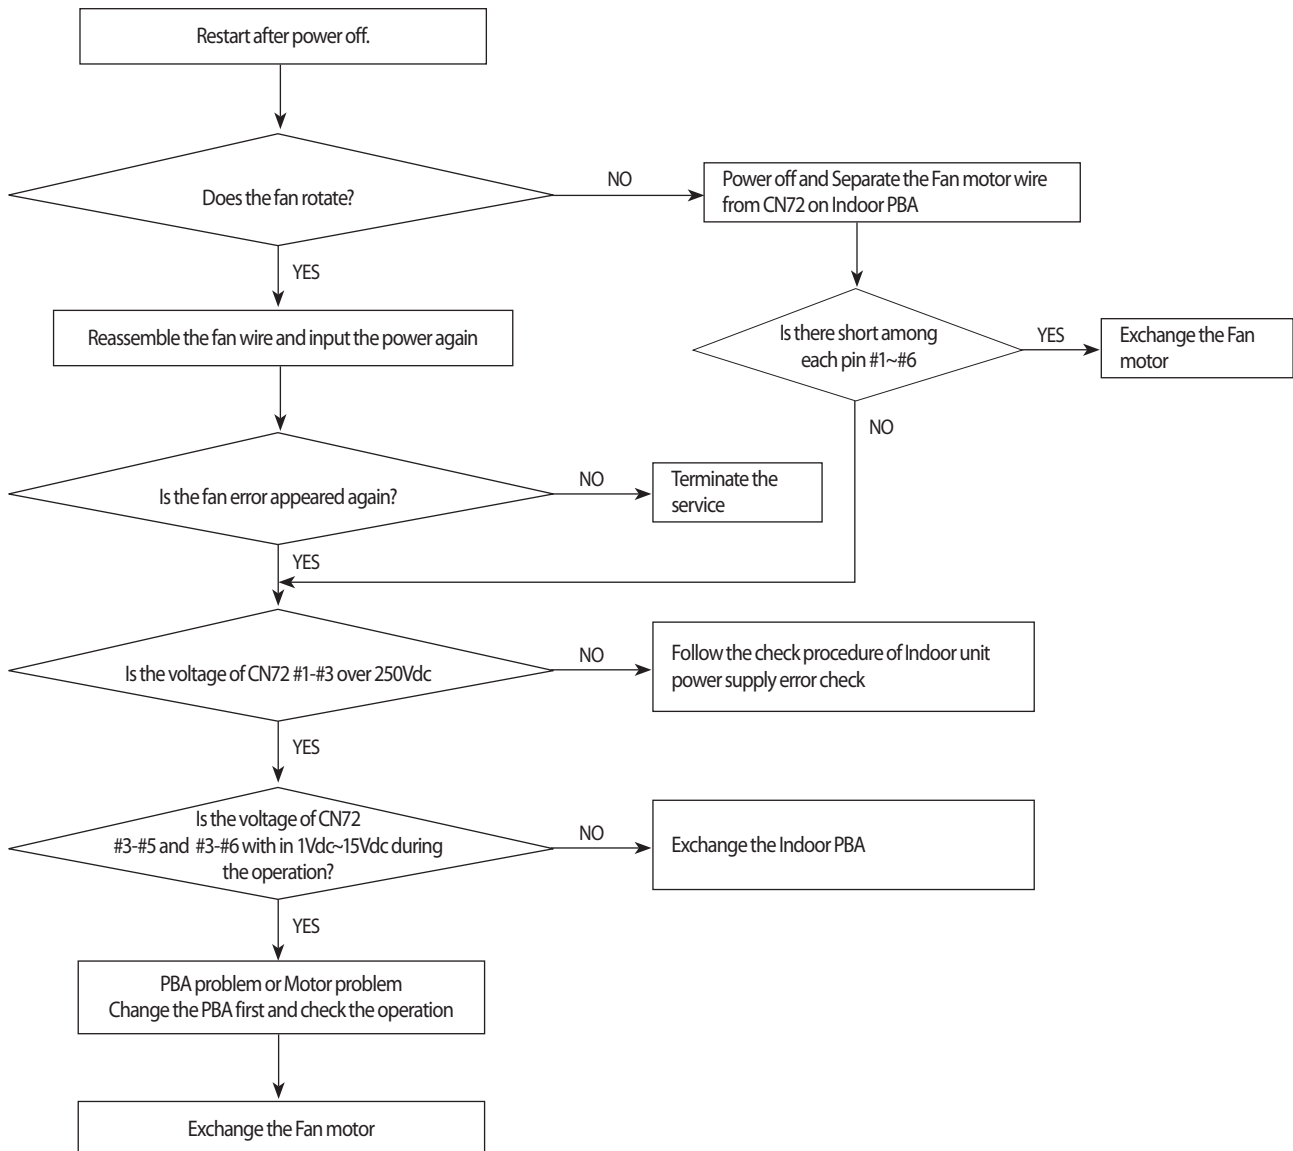 Restart after power off.
Does the fan rotate?
NO
Power off and Separate the Fan motor wire
from CN72 on Indoor PBA
YES
Reassemble the fan wire and input the power again
Is there short among
each pin #1~#6
YES
Exchange the Fan
motor
NO
Is the fan error appeared again?
NO
Terminate the
service
YES
Is the voltage of CN72 #1-#3 over 250Vdc
NO
Follow the check procedure of Indoor unit
power supply error check
YES
Is the voltage of CN72
#3-#5 and #3-#6 with in 1Vdc~15Vdc during
the operation?
NO
Exchange the Indoor PBA
YES
PBA problem or Motor problem
Change the PBA first and check the operation
Exchange the Fan motor